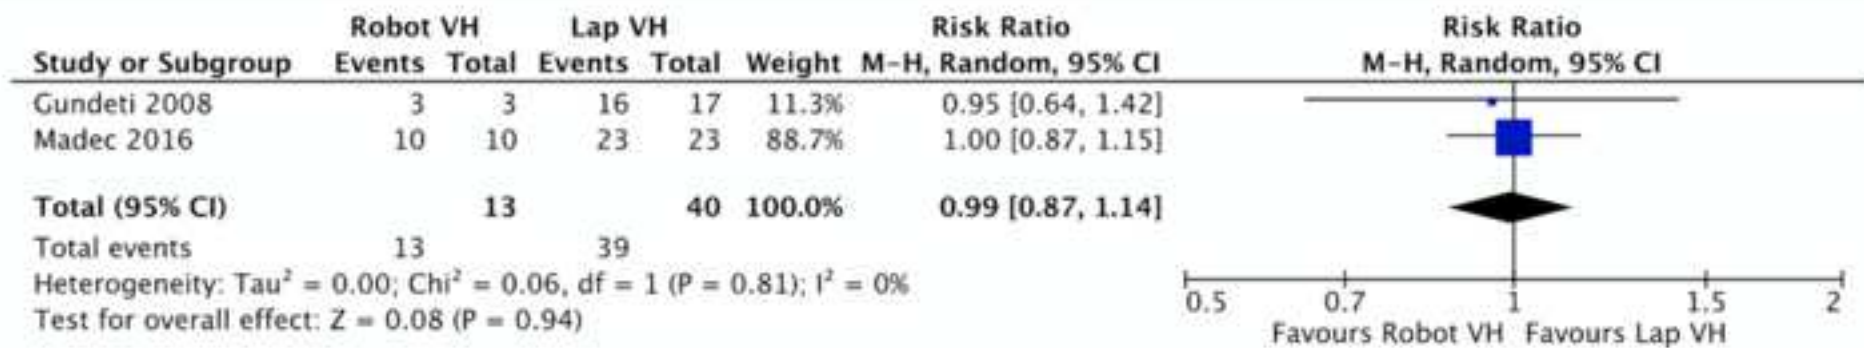 Robot VH Lap VH Risk Ratio Risk Ratio
Study or Subgroup Events Total Events Total Weight M-H, Random, 95% CI M-H, Random, 95% CI
Gundeti 2008 3 3 16 17 11.3% 0.95 [0.64, 1.42]
Madec 2016 10 10 23 23 88.7% 1.00 [0.87, 1.15]
Total (95% CI) 13 40 100.0% 0.99 [0.87, 1.14]
Total events 13 39
Heterogeneity: Tau² = 0.00; Chi² = 0.06, df = 1 (P = 0.81); I² = 0%
Test for overall effect: Z = 0.08 (P = 0.94)
0.5 0.7 1 1.5 2
Favours Robot VH Favours Lap VH